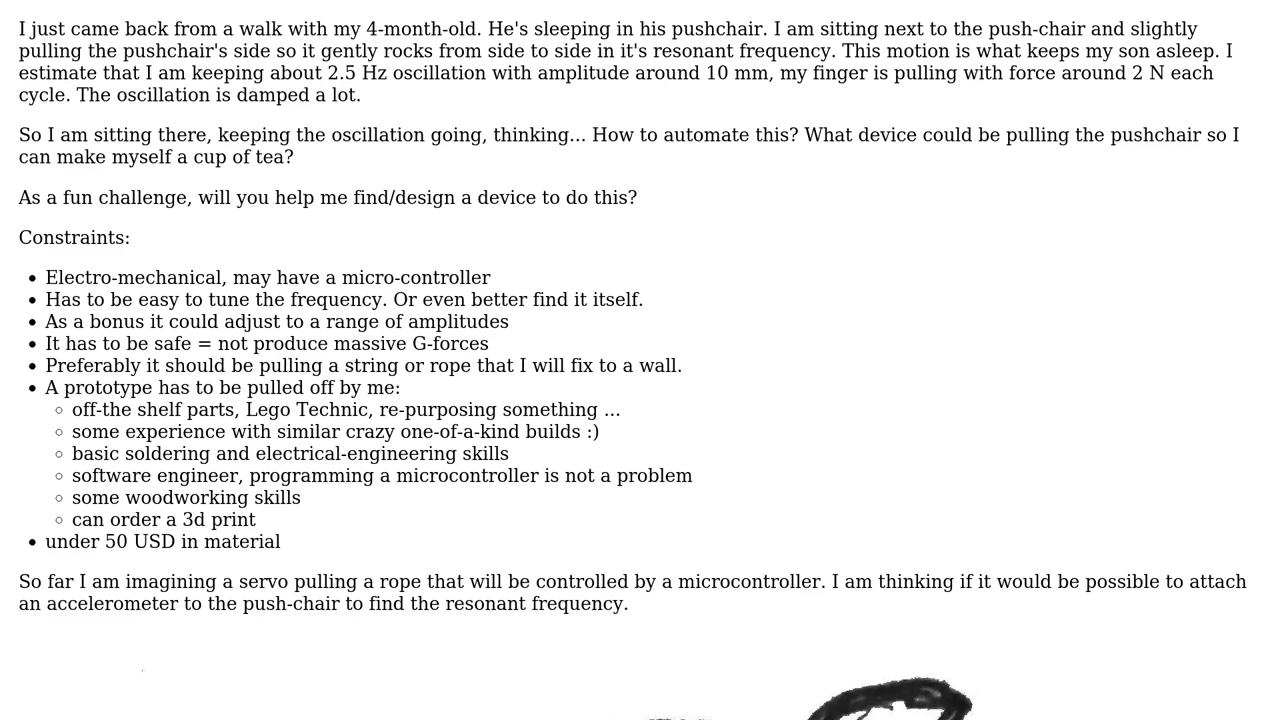 I just came back from a walk with my 4-month-old. He's sleeping in his pushchair. I am sitting next to the push-chair and slightly
pulling the pushchair's side so it gently rocks from side to side in it's resonant frequency. This motion is what keeps my son asleep. I
estimate that I am keeping about 2.5 Hz oscillation with amplitude around 10 mm, my finger is pulling with force around 2 N each
cycle. The oscillation is damped a lot.
So I am sitting there, keeping the oscillation going, thinking... How to automate this? What device could be pulling the pushchair so I
can make myself a cup of tea?
As a fun challenge, will you help me find/design a device to do this?
Constraints:
• Electro-mechanical, may have a micro-controller
• Has to be easy to tune the frequency. Or even better find it itself.
• As a bonus it could adjust to a range of amplitudes
• It has to be safe = not produce massive G-forces
• Preferably it should be pulling a string or rope that I will fix to a wall.
• A prototype has to be pulled off by me:
◦ off-the shelf parts, Lego Technic, re-purposing something ...
◦ some experience with similar crazy one-of-a-kind builds :)
◦ basic soldering and electrical-engineering skills
◦ software engineer, programming a microcontroller is not a problem
◦ some woodworking skills
◦ can order a 3d print
• under 50 USD in material
So far I am imagining a servo pulling a rope that will be controlled by a microcontroller. I am thinking if it would be possible to attach
an accelerometer to the push-chair to find the resonant frequency.